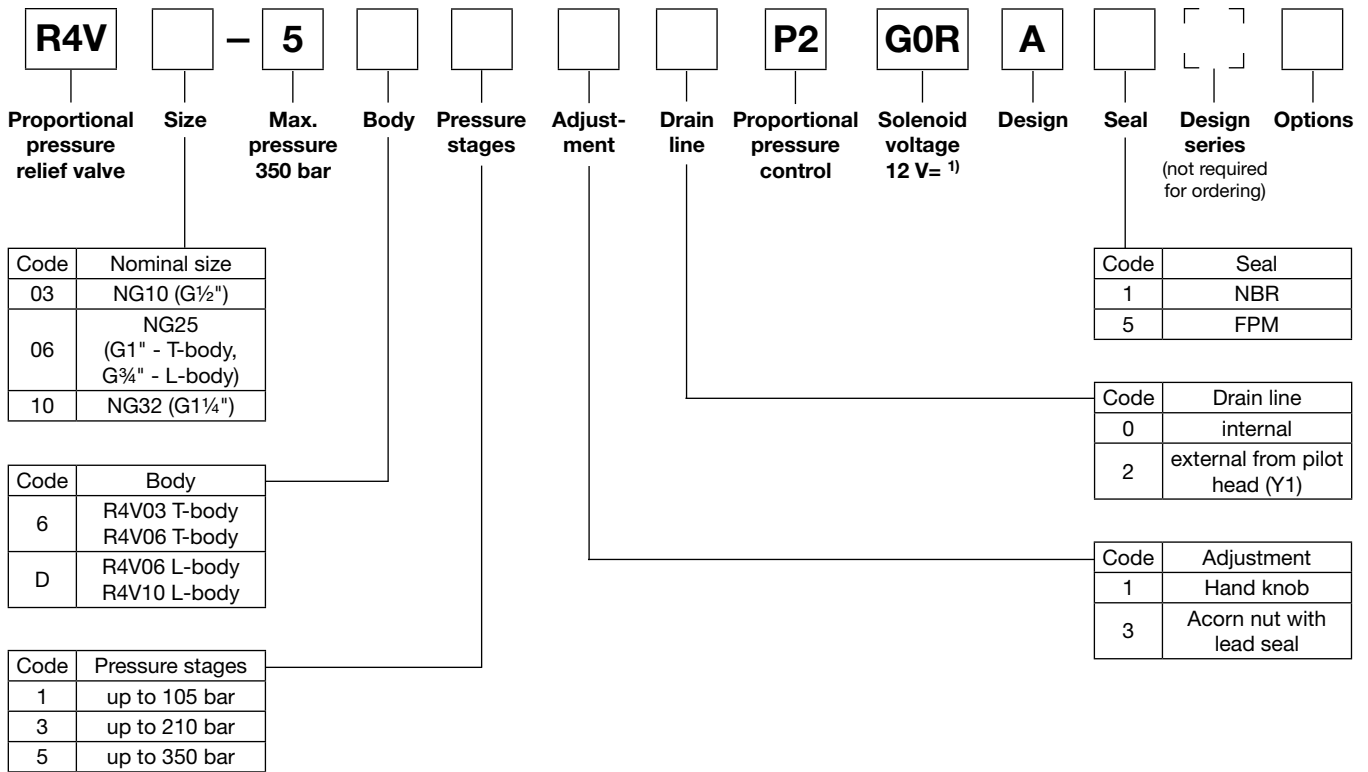 R4V – 5 P2 G0R A
Proportional pressure relief valve
Size
Max. pressure 350 bar
Body
Pressure stages
Adjust-ment
Drain line
Proportional pressure control
Solenoid voltage 12 V= 1)
Design
Seal
Design series (not required for ordering)
Options
Code Nominal size
03 NG10 (G½")
06 NG25 (G1" - T-body, G¾" - L-body)
10 NG32 (G1¼")
Code Body
6 R4V03 T-body R4V06 T-body
D R4V06 L-body R4V10 L-body
Code Pressure stages
1 up to 105 bar
3 up to 210 bar
5 up to 350 bar
Code Seal
1 NBR
5 FPM
Code Drain line
0 internal
2 external from pilot head (Y1)
Code Adjustment
1 Hand knob
3 Acorn nut with lead seal